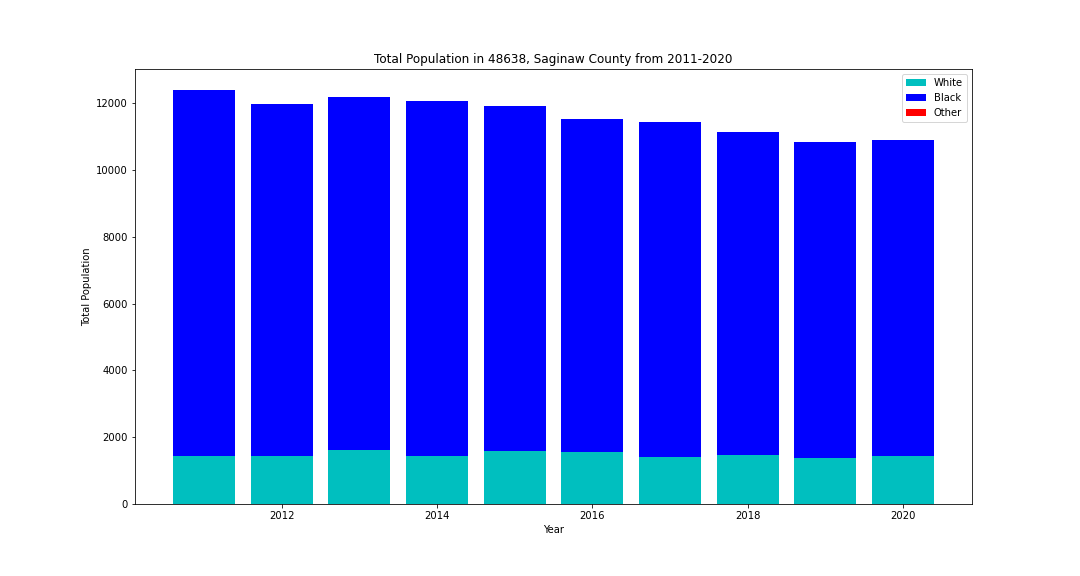 Total Population in 48638, Saginaw County from 2011-2020
White
Black
Other
12000
10000
8000
6000
4000
2000
0
Total Population
2012
2014
2016
2018
2020
Year